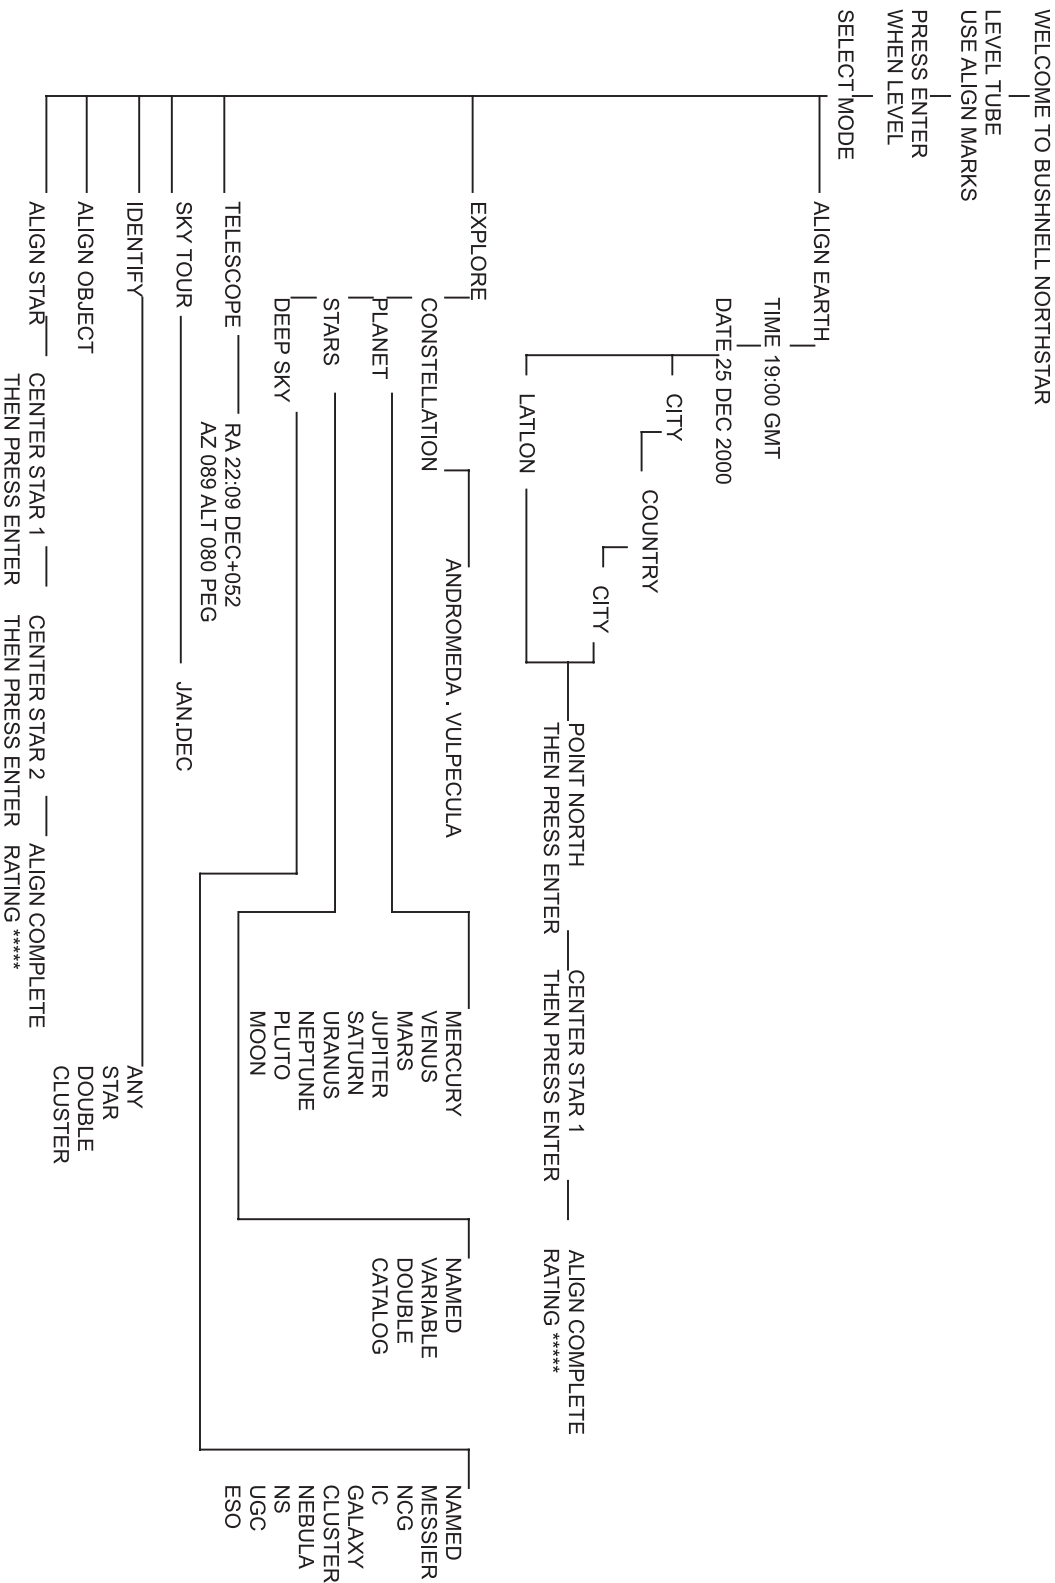 WELCOME TO BUSHNELL NORTHSTAR
LEVEL TUBE
USE ALIGN MARKS
PRESS ENTER
WHEN LEVEL
SELECT MODE
ALIGN EARTH
TIME 19:00 GMT
DATE 25 DEC 2000
CITY
COUNTRY
CITY
LATLON
POINT NORTH
THEN PRESS ENTER
CENTER STAR 1
THEN PRESS ENTER
ALIGN COMPLETE
RATING *****
EXPLORE
CONSTELLATION
ANDROMEDA . VULPECULA
PLANET
MERCURY
VENUS
MARS
JUPITER
SATURN
URANUS
NEPTUNE
PLUTO
MOON
STARS
NAMED
VARIABLE
DOUBLE
CATALOG
DEEP SKY
NAMED
MESSIER
NCG
IC
GALAXY
CLUSTER
NEBULA
NS
UGC
ESO
TELESCOPE
RA 22:09 DEC+052
AZ 089 ALT 080 PEG
SKY TOUR
JAN.DEC
IDENTIFY
ANY
STAR
DOUBLE
CLUSTER
ALIGN OBJECT
ALIGN STAR
CENTER STAR 1
THEN PRESS ENTER
CENTER STAR 2
THEN PRESS ENTER
ALIGN COMPLETE
RATING *****